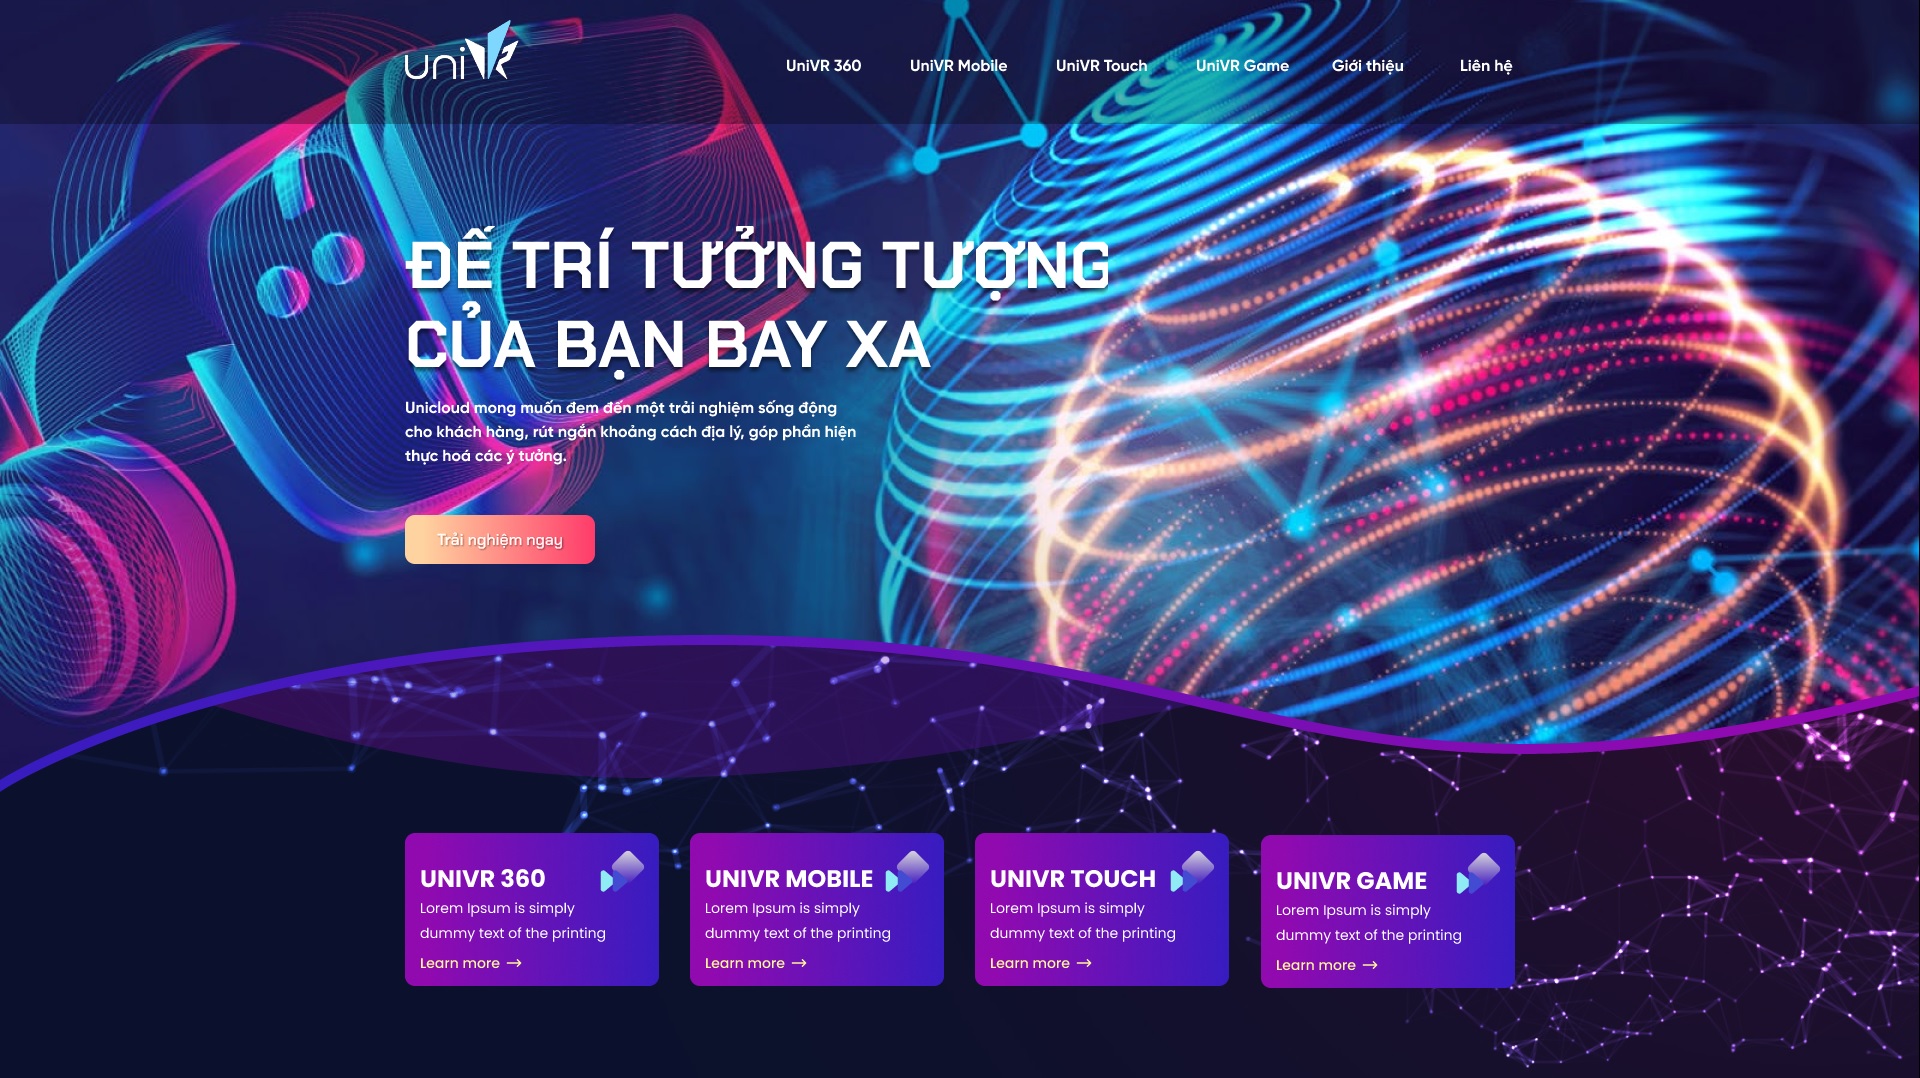 uniVR
UniVR 360
UniVR Mobile
UniVR Touch
UniVR Game
Giới thiệu
Liên hệ
ĐỂ TRÍ TƯỞNG TƯỢNG
CỦA BẠN BAY XA
Unicloud mong muốn đem đến một trải nghiệm sống động
cho khách hàng, rút ngắn khoảng cách địa lý, góp phần hiện
thực hoá các ý tưởng.
Trải nghiệm ngay
UNIVR 360
Lorem Ipsum is simply
dummy text of the printing
Learn more →
UNIVR MOBILE
Lorem Ipsum is simply
dummy text of the printing
Learn more →
UNIVR TOUCH
Lorem Ipsum is simply
dummy text of the printing
Learn more →
UNIVR GAME
Lorem Ipsum is simply
dummy text of the printing
Learn more →